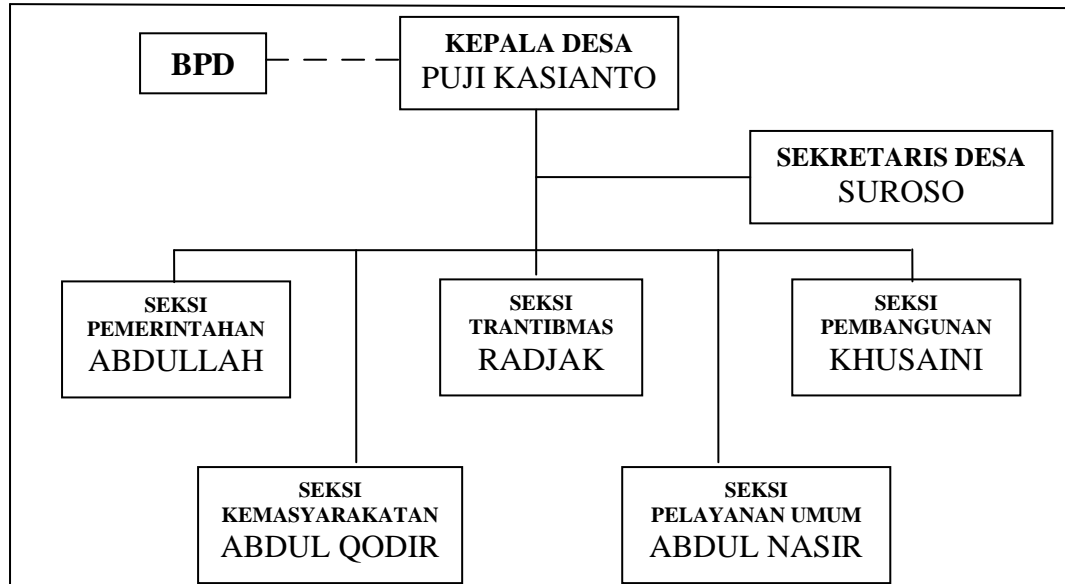 BPD
KEPALA DESA
PUJI KASIANTO
SEKRETARIS DESA
SUROSO
SEKSI
PEMERINTAHAN
ABDULLAH
SEKSI
TRANTIBMAS
RADJAK
SEKSI
PEMBANGUNAN
KHUSAINI
SEKSI
KEMASYARAKATAN
ABDUL QODIR
SEKSI
PELAYANAN UMUM
ABDUL NASIR